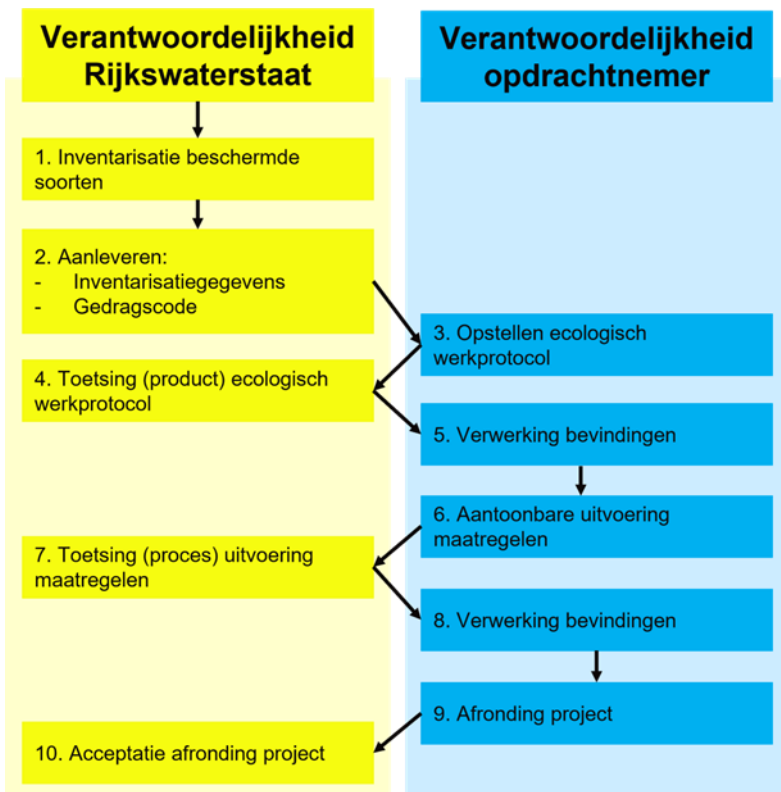 Verantwoordelijkheid
Rijkswaterstaat
Verantwoordelijkheid
opdrachtnemer
1. Inventarisatie beschermde
soorten
2. Aanleveren:
- Inventarisatiegegevens
- Gedragscode
3. Opstellen ecologisch
werkprotocol
4. Toetsing (product) ecologisch
werkprotocol
5. Verwerking bevindingen
6. Aantoonbare uitvoering
maatregelen
7. Toetsing (proces) uitvoering
maatregelen
8. Verwerking bevindingen
9. Afronding project
10. Acceptatie afronding project